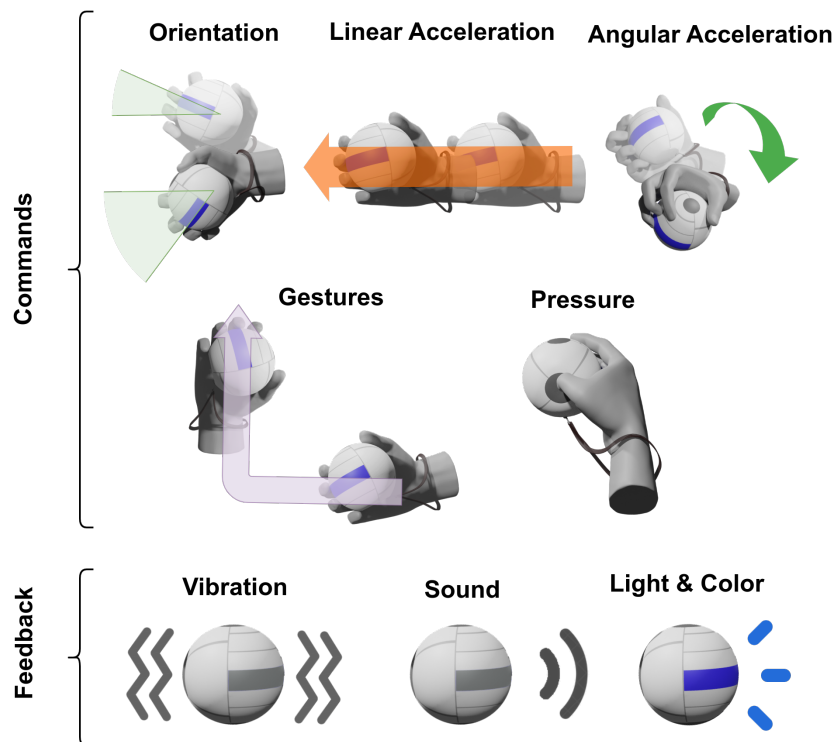 Commands
Orientation
Linear Acceleration
Angular Acceleration
Gestures
Pressure
Feedback
Vibration
Sound
Light & Color